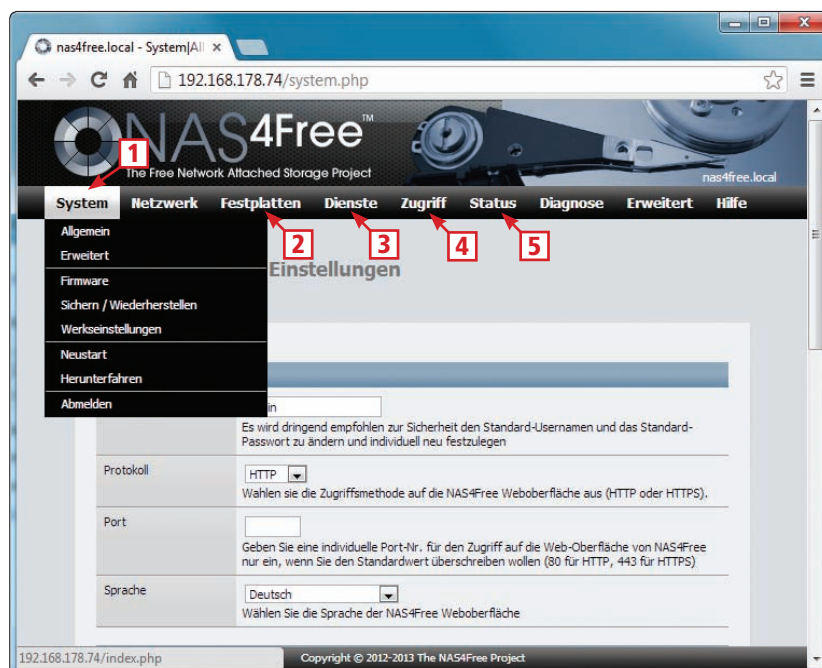 nas4free.local - System|All
192.168.178.74/system.php
NAS4Free™
The Free Network Attached Storage Project
nas4free.local
1
System Netzwerk Festplatten Dienste Zugriff Status Diagnose Erweitert Hilfe
2 3 4 5
Allgemein
Erweitert
Firmware
Sichern / Wiederherstellen
Werkseinstellungen
Neustart
Herunterfahren
Abmelden
Einstellungen
in
Es wird dringend empfohlen zur Sicherheit den Standard-Usernamen und das Standard-
Passwort zu ändern und individuell neu festzulegen
Protokoll
HTTP
Wahlen sie die Zugriffsmethode auf die NAS4Free Weboberfläche aus (HTTP oder HTTPS).
Port
Geben Sie eine individuelle Port-Nr. für den Zugriff auf die Web-Oberfläche von NAS4Free
nur ein, wenn Sie den Standardwert überschreiben wollen (80 für HTTP, 443 für HTTPS)
Sprache
Deutsch
Wählen Sie die Sprache der NAS4Free Weboberfläche
192.168.178.74/index.php
Copyright © 2012-2013 The NAS4Free Project